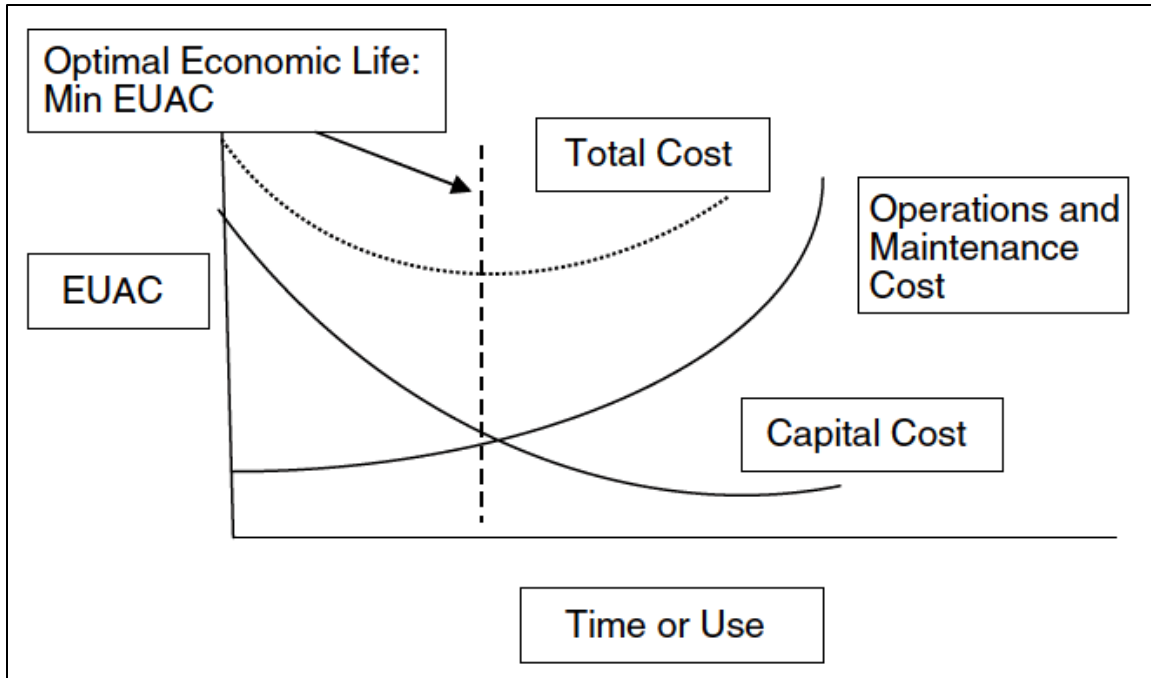 Optimal Economic Life:
Min EUAC
Total Cost
Operations and
Maintenance
Cost
EUAC
Capital Cost
Time or Use